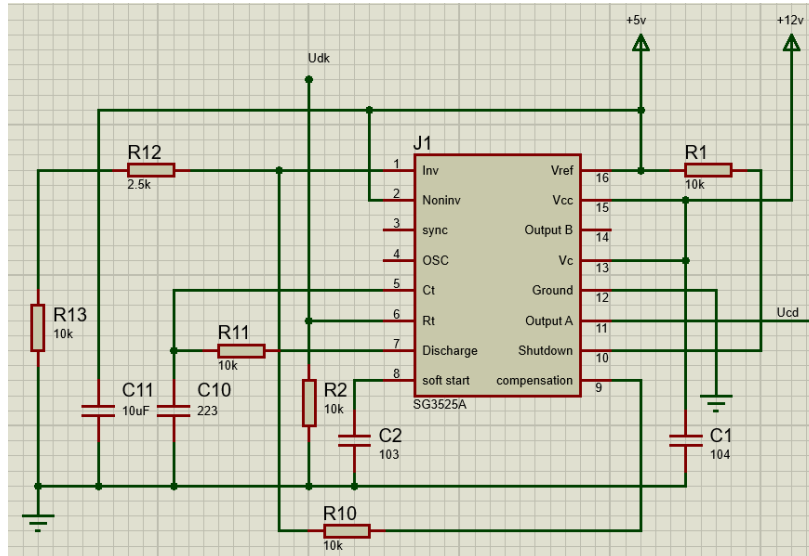 +5v
+12v
Udk
J1
R12
2.5k
R1
10k
1
Inv
Vref
16
2
Noninv
Vcc
15
3
sync
Output B
14
4
OSC
Vc
13
5
Ct
Ground
12
6
Rt
Output A
11
Ucd
7
Discharge
Shutdown
10
8
soft start
compensation
9
SG3525A
R13
10k
R11
10k
C11
10uF
C10
223
R2
10k
C2
103
C1
104
R10
10k